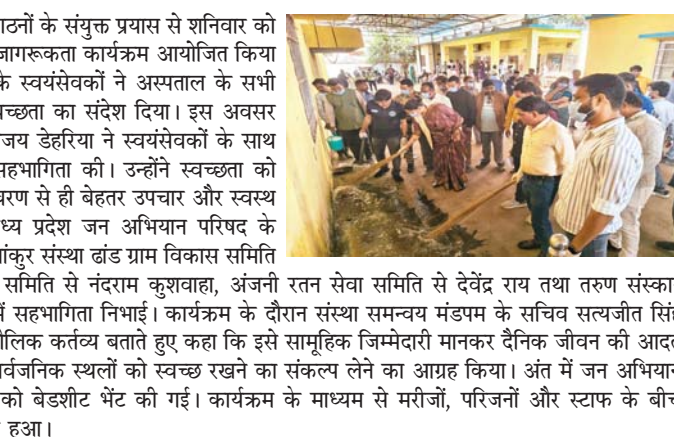 ाठनों के संयुक्त प्रयास से शनिवार को
जागरूकता कार्यक्रम आयोजित किया
के स्वयंसेवकों ने अस्पताल के सभी
वच्छता का संदेश दिया। इस अवसर
जय डेहरिया ने स्वयंसेवकों के साथ
सहभागिता की। उन्होंने स्वच्छता को
वरण से ही बेहतर उपचार और स्वस्थ
ध्य प्रदेश जन अभियान परिषद के
ांकुर संस्था ढांड ग्राम विकास समिति
समिति से नंदराम कुशवाहा, अंजनी रतन सेवा समिति से देवेंद्र राय तथा तरुण संस्का
में सहभागिता निभाई। कार्यक्रम के दौरान संस्था समन्वय मंडपम के सचिव सत्यजीत सिंह
ौलिक कर्तव्य बताते हुए कहा कि इसे सामूहिक जिम्मेदारी मानकर दैनिक जीवन की आदत
ार्वजनिक स्थलों को स्वच्छ रखने का संकल्प लेने का आग्रह किया। अंत में जन अभियान
को बेडशीट भेंट की गई। कार्यक्रम के माध्यम से मरीजों, परिजनों और स्टाफ के बीच
हुआ।